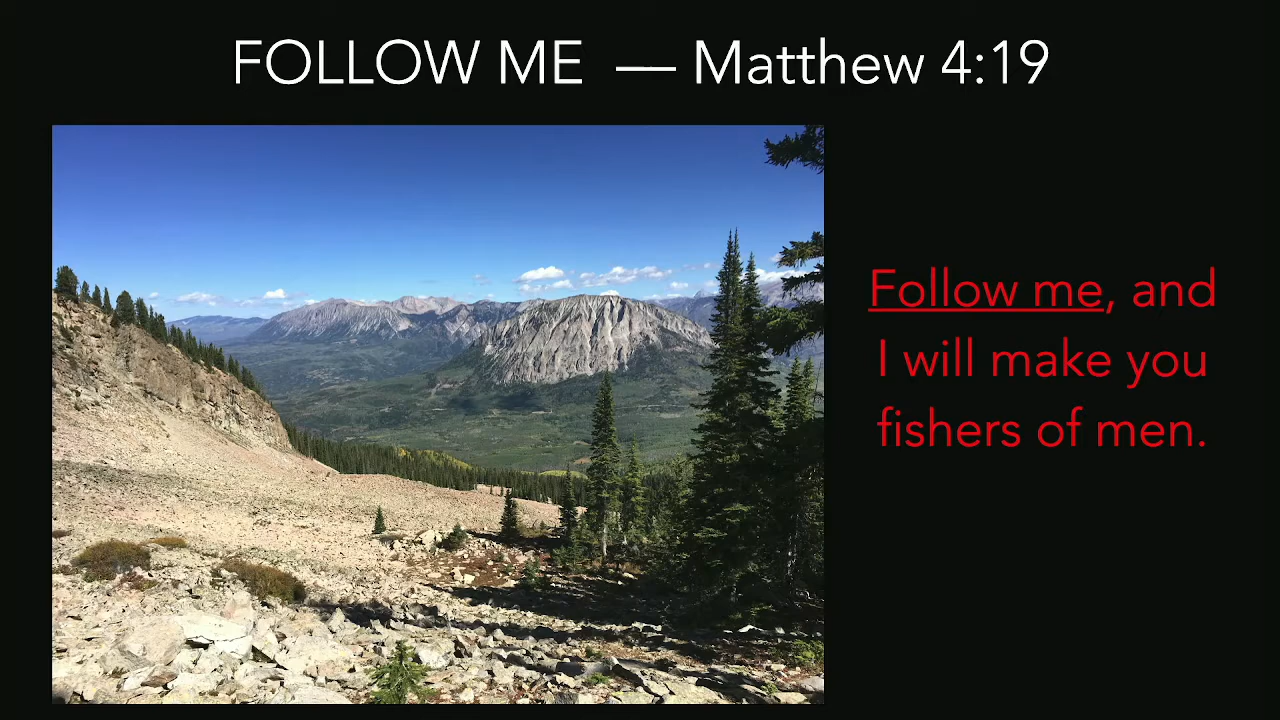 FOLLOW ME — Matthew 4:19
Follow me, and
I will make you
fishers of men.